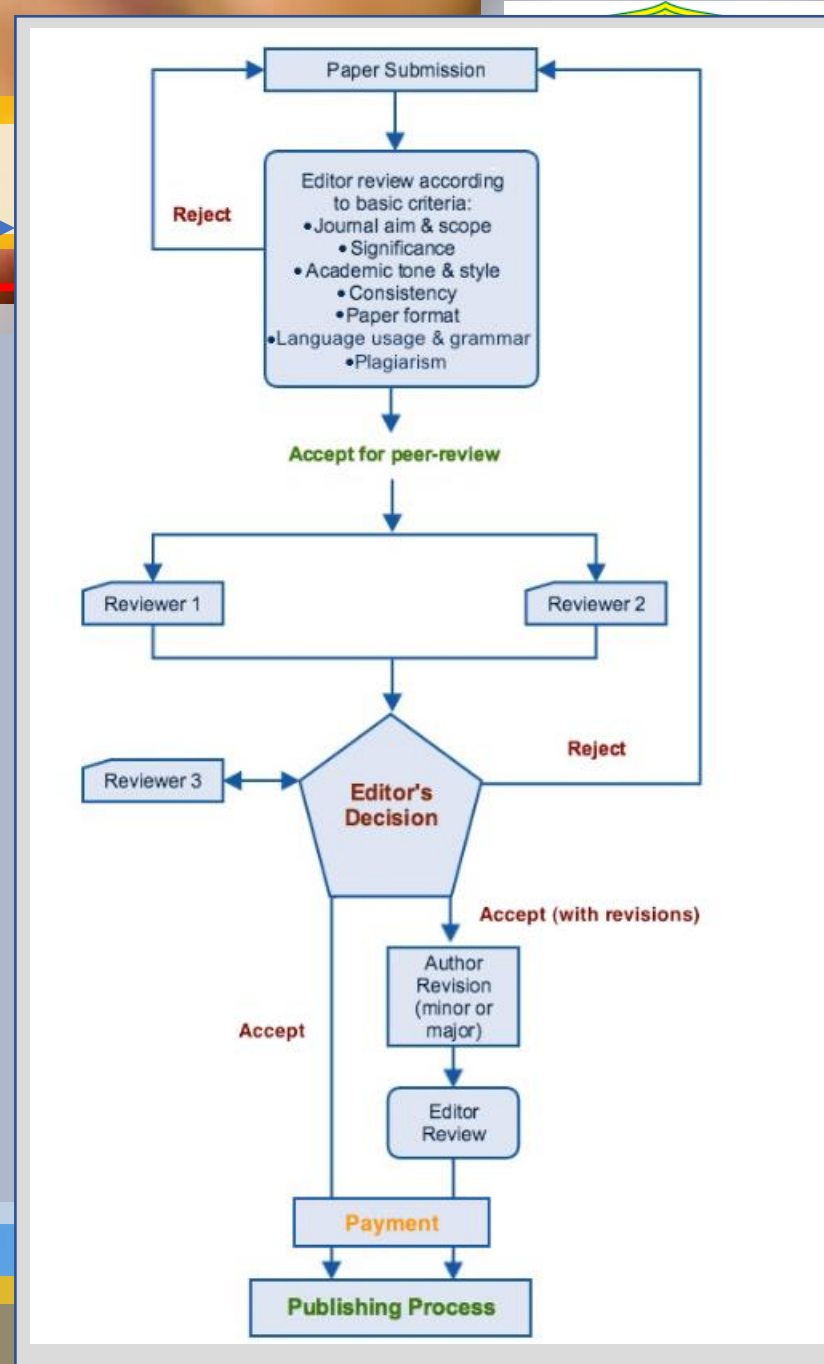 Paper Submission
Reject
Editor review according
to basic criteria:
•Journal aim & scope
•Significance
•Academic tone & style
•Consistency
•Paper format
•Language usage & grammar
•Plagiarism
Accept for peer-review
Reviewer 1
Reviewer 2
Reviewer 3
Editor's
Decision
Reject
Accept (with revisions)
Author
Revision
(minor or
major)
Accept
Editor
Review
Payment
Publishing Process